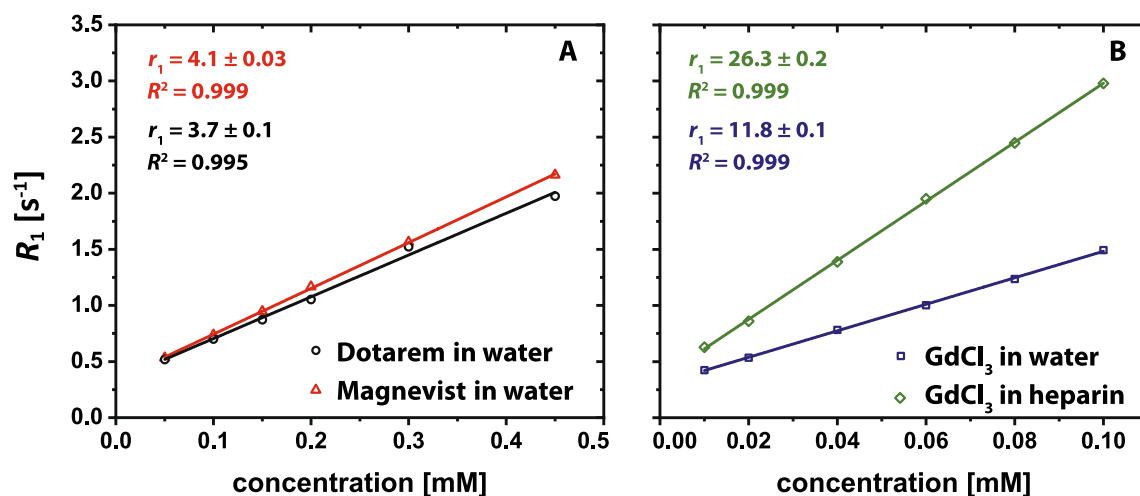 A
r₁ = 4.1 ± 0.03
R² = 0.999
r₁ = 3.7 ± 0.1
R² = 0.995
Dotarem in water
Magnevist in water
R₁ [s⁻¹]
3.5
3.0
2.5
2.0
1.5
1.0
0.5
0.0
0.0 0.1 0.2 0.3 0.4 0.5
concentration [mM]
B
r₁ = 26.3 ± 0.2
R² = 0.999
r₁ = 11.8 ± 0.1
R² = 0.999
GdCl₃ in water
GdCl₃ in heparin
0.00 0.02 0.04 0.06 0.08 0.10
concentration [mM]